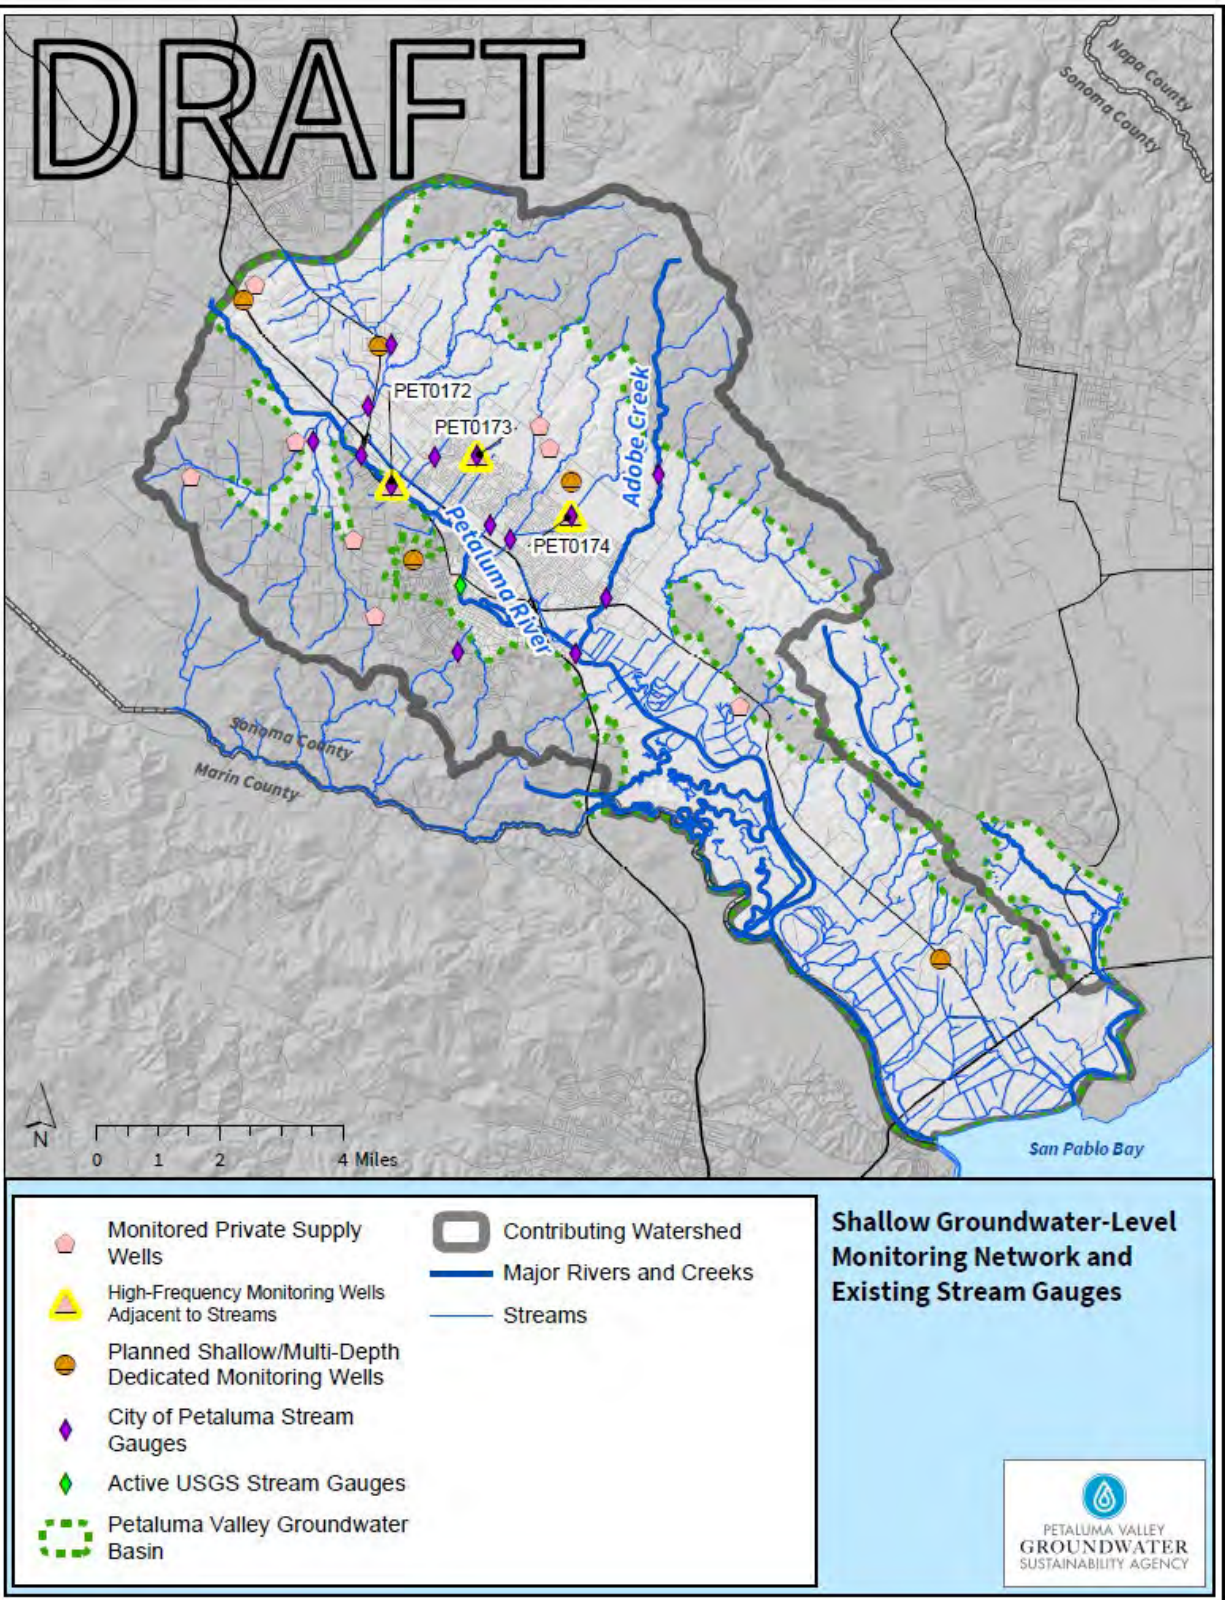 DRAFT
Napa County
Sonoma County
PET0172
PET0173
Adobe Creek
PET0174
Petaluma River
Sonoma County
Marin County
N
0 1 2 4 Miles
San Pablo Bay
Monitored Private Supply
Wells
High-Frequency Monitoring Wells
Adjacent to Streams
Planned Shallow/Multi-Depth
Dedicated Monitoring Wells
City of Petaluma Stream
Gauges
Active USGS Stream Gauges
Petaluma Valley Groundwater
Basin
Contributing Watershed
Major Rivers and Creeks
Streams
Shallow Groundwater-Level
Monitoring Network and
Existing Stream Gauges
PETALUMA VALLEY
GROUNDWATER
SUSTAINABILITY AGENCY